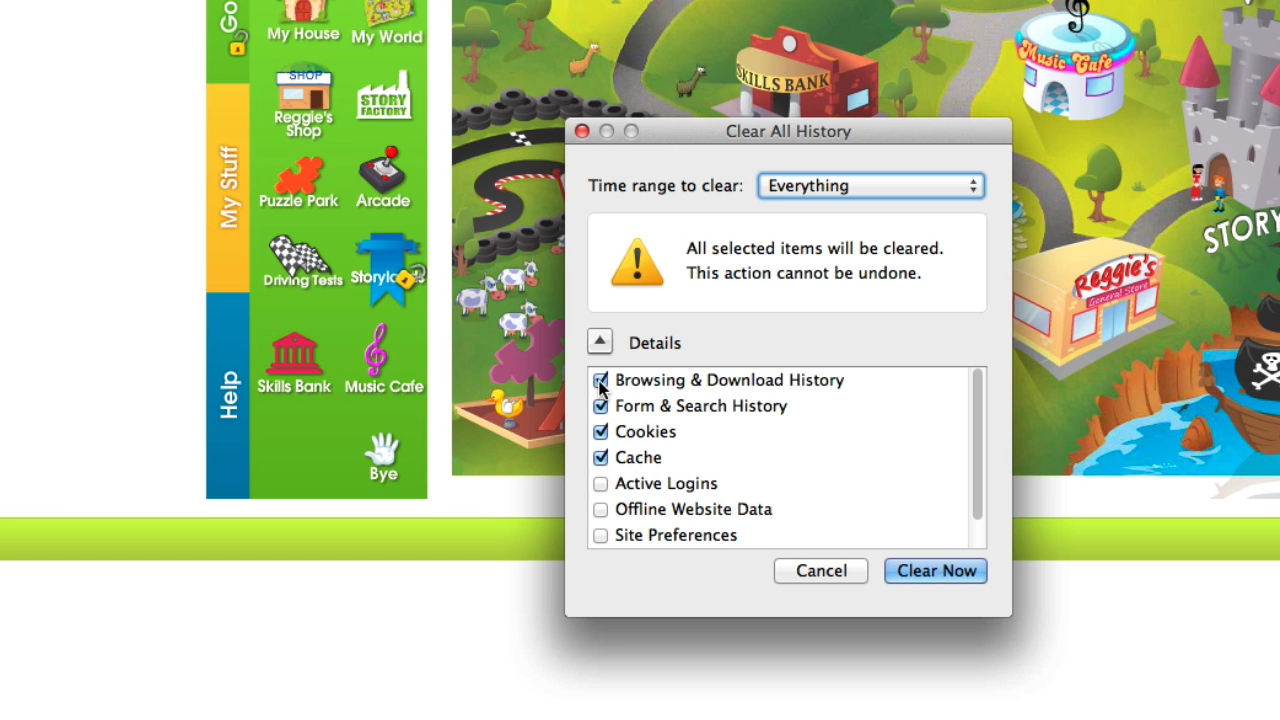 Go
My House
My World
SHOP
Reggie's
Shop
STORY
FACTORY
My Stuff
Puzzle Park
Arcade
Driving Tests
Skills Bank
Music Cafe
Help
Bye
SKILLS BANK
Music Cafe
STORY
Reggie's
General Store
Clear All History
Time range to clear:
Everything
All selected items will be cleared.
This action cannot be undone.
Details
Browsing & Download History
Form & Search History
Cookies
Cache
Active Logins
Offline Website Data
Site Preferences
Cancel
Clear Now